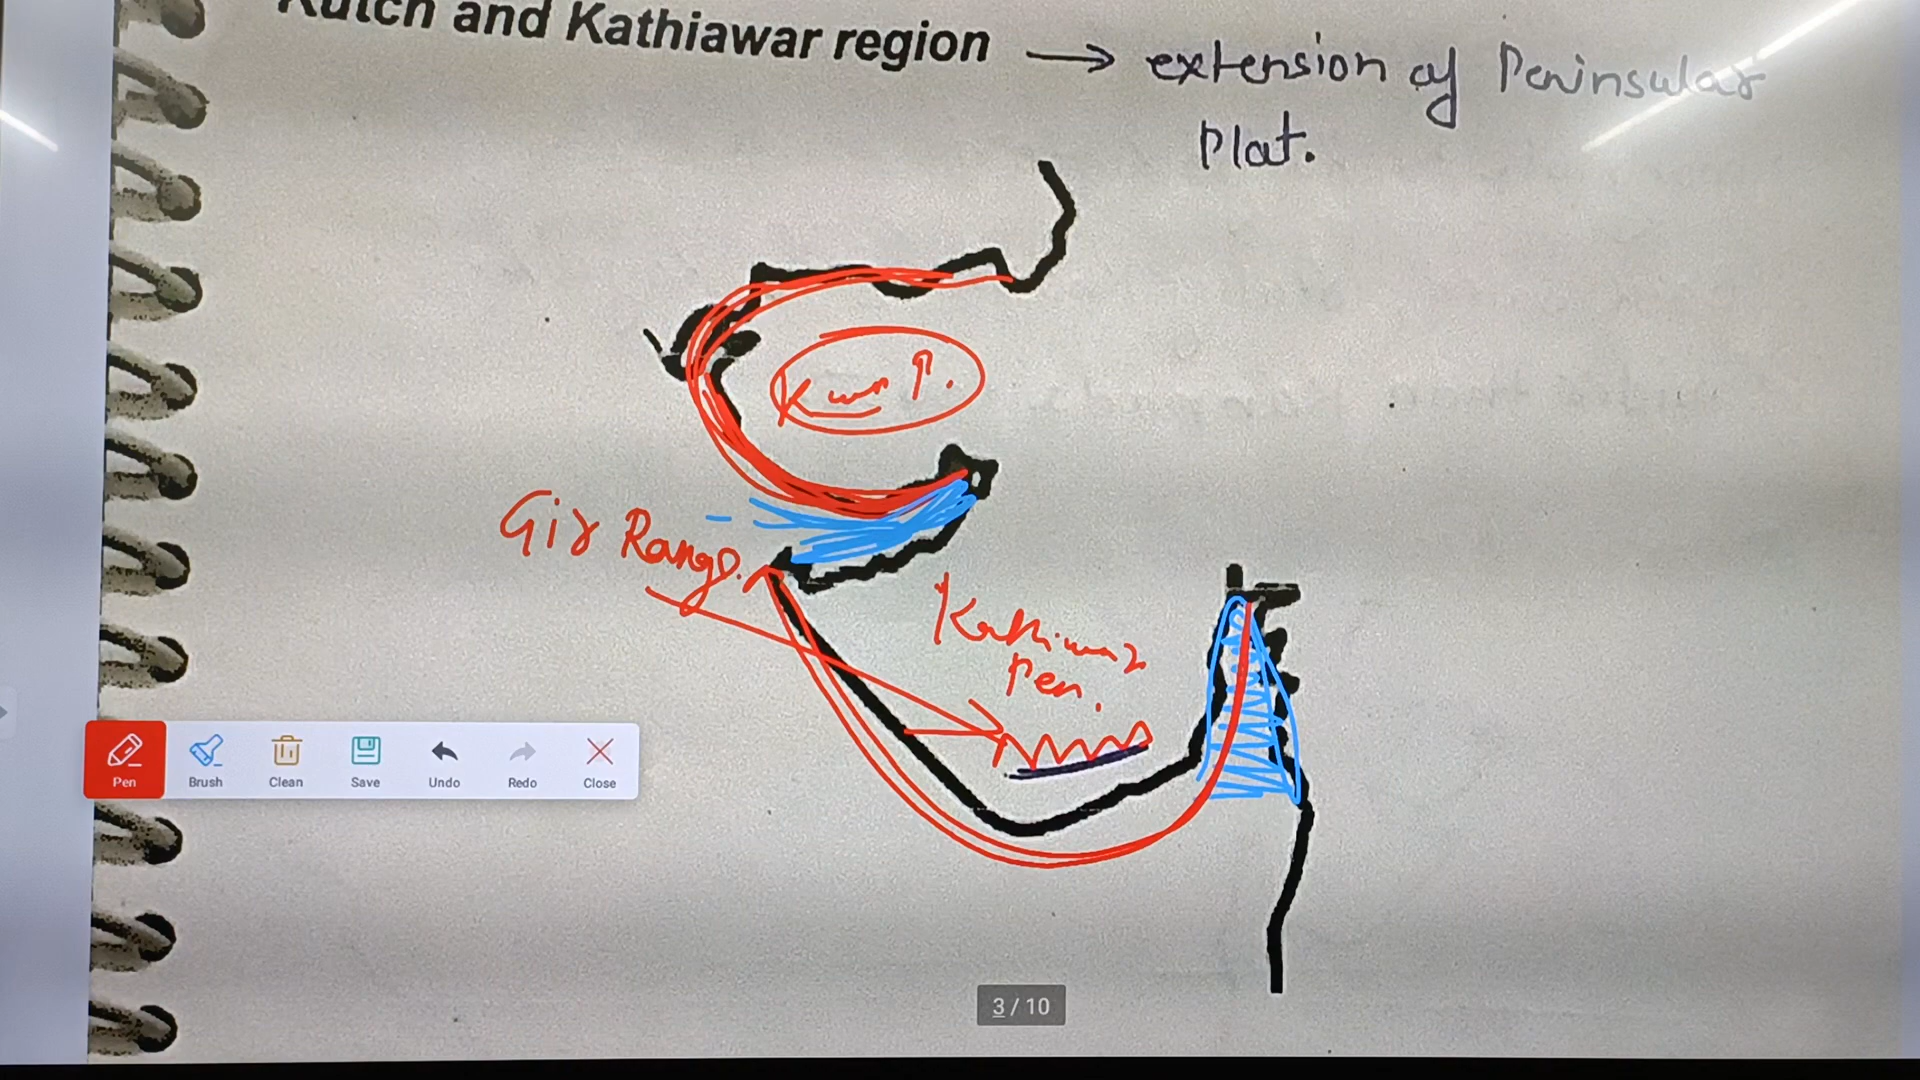 Kutch and Kathiawar region → extension of Peninsular
Plat.
P.
Gir Range.
Kathiawar
Pen.
Pen
Brush
Clean
Save
Undo
Redo
Close
3 / 10